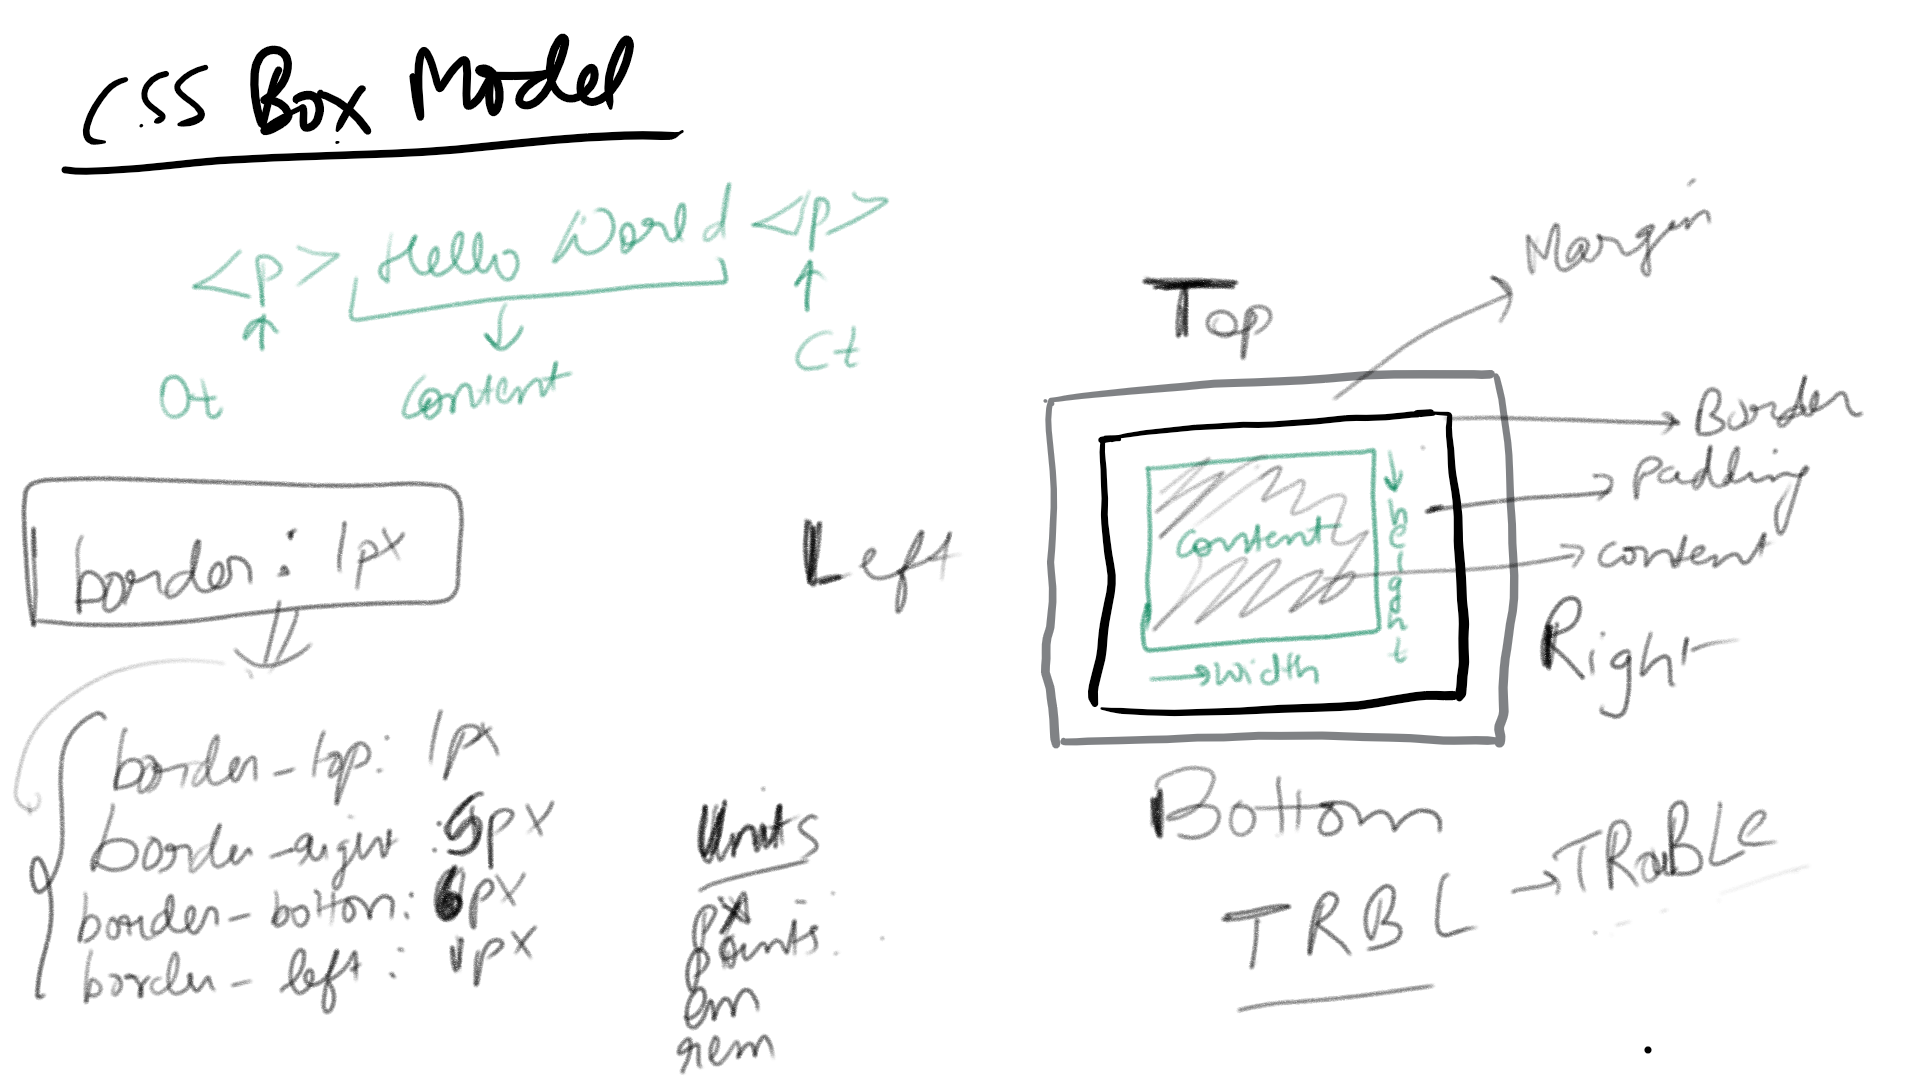 CSS Box Model
<p> Hello World <p>
Ot
content
Ct
border : 1px
border-top: 1px
border-right : 5px
border-bottom: 6px
border-left : 1px
Units
px
points
em
rem
Top
Left
Right
Bottom
Margin
Border
Padding
content
content
height
width
TRBL → TRouBLe